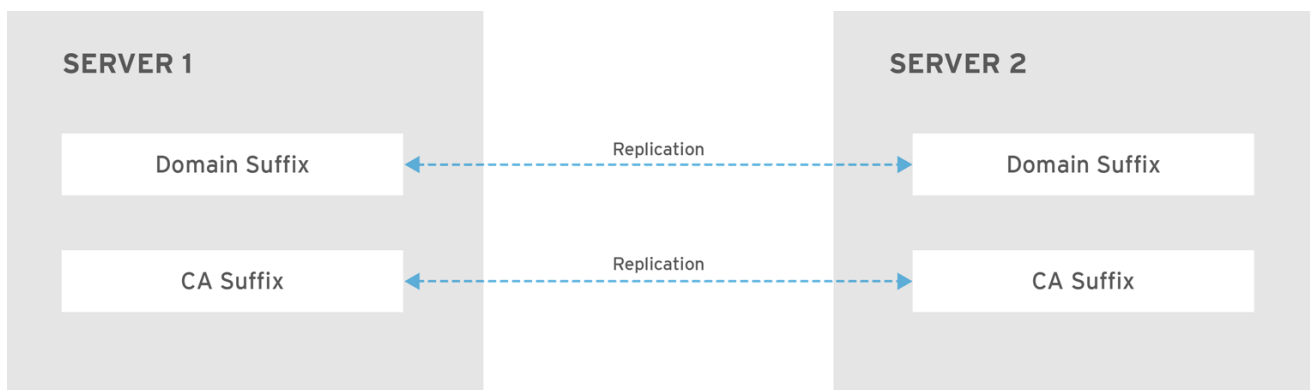 SERVER 1
SERVER 2
Domain Suffix
Replication
Domain Suffix
CA Suffix
Replication
CA Suffix